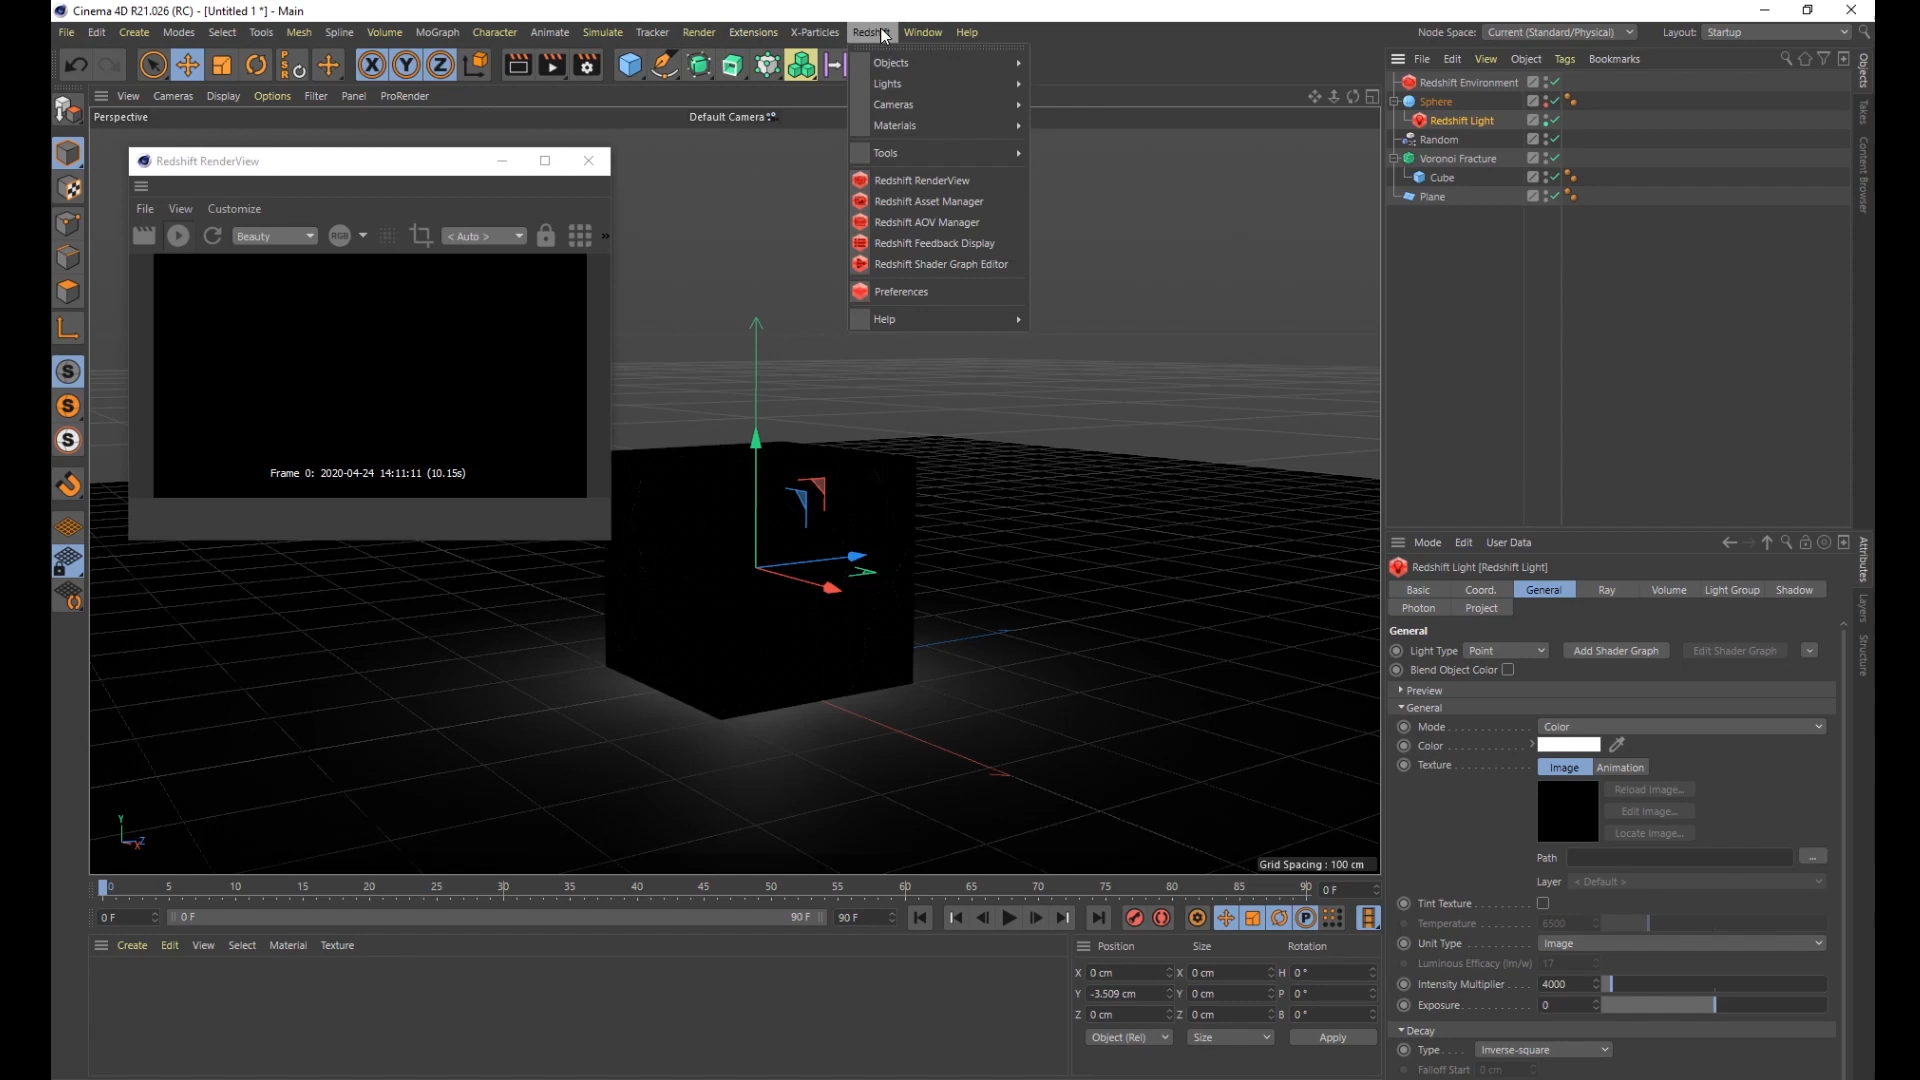 Cinema 4D R21.026 (RC) - [Untitled 1 *] - Main
File Edit Create Modes Select Tools Mesh Spline Volume MoGraph Character Animate Simulate Tracker Render Extensions X-Particles Redshift Window Help
Node Space: Current (Standard/Physical) Layout: Startup
X Y Z
PSR
View Cameras Display Options Filter Panel ProRender
Perspective
Default Camera
Redshift RenderView
File View Customize
Beauty RGB < Auto > »
Frame 0: 2020-04-24 14:11:11 (10.15s)
Objects
Lights
Cameras
Materials
Tools
Redshift RenderView
Redshift Asset Manager
Redshift AOV Manager
Redshift Feedback Display
Redshift Shader Graph Editor
Preferences
Help
S
S
S
Y
Z
X
Grid Spacing : 100 cm
File Edit View Object Tags Bookmarks
Redshift Environment
Sphere
Redshift Light
Random
Voronoi Fracture
Cube
Plane
Objects
Takes
Content Browser
Mode Edit User Data
Redshift Light [Redshift Light]
Basic Coord. General Ray Volume Light Group Shadow
Photon Project
General
Light Type Point Add Shader Graph Edit Shader Graph
Blend Object Color
Preview
General
Mode Color
Color
Texture Image Animation
Reload Image...
Edit Image...
Locate Image...
Path ...
Layer < Default >
Tint Texture
Temperature 6500
Unit Type Image
Luminous Efficacy (lm/w) 17
Intensity Multiplier 4000
Exposure 0
Decay
Type Inverse-square
Falloff Start 0 cm
Attributes
Layers
Structure
0 5 10 15 20 25 30 35 40 45 50 55 60 65 70 75 80 85 90 0 F
0 F 0 F 90 F 90 F
P
Create Edit View Select Material Texture
Position Size Rotation
X 0 cm X 0 cm H 0 °
Y -3.509 cm Y 0 cm P 0 °
Z 0 cm Z 0 cm B 0 °
Object (Rel) Size Apply